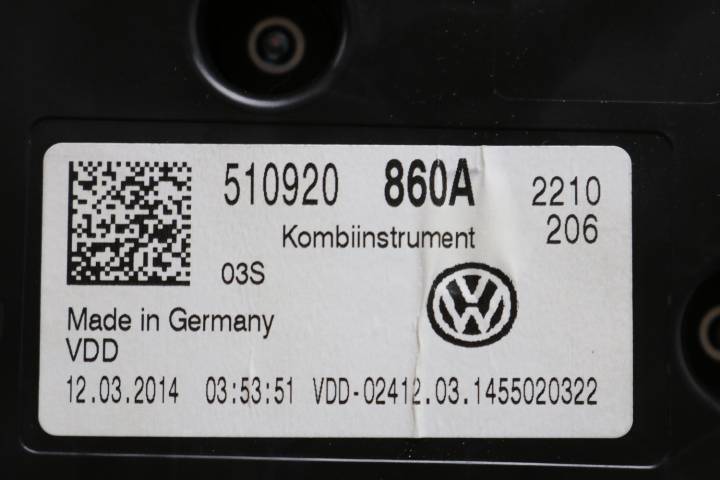 510920 860A 2210
Kombiinstrument 206
03S
Made in Germany
VDD
12.03.2014 03:53:51 VDD-02412.03.1455020322